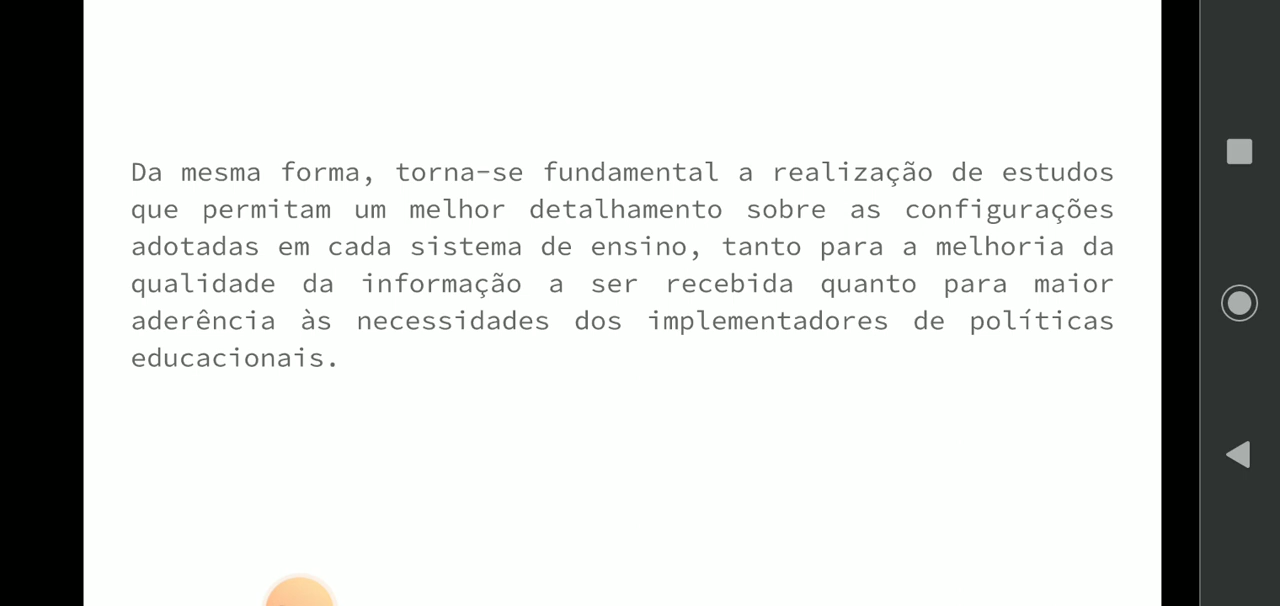 Da mesma forma, torna-se fundamental a realização de estudos
que permitam um melhor detalhamento sobre as configurações
adotadas em cada sistema de ensino, tanto para a melhoria da
qualidade da informação a ser recebida quanto para maior
aderência às necessidades dos implementadores de políticas
educacionais.